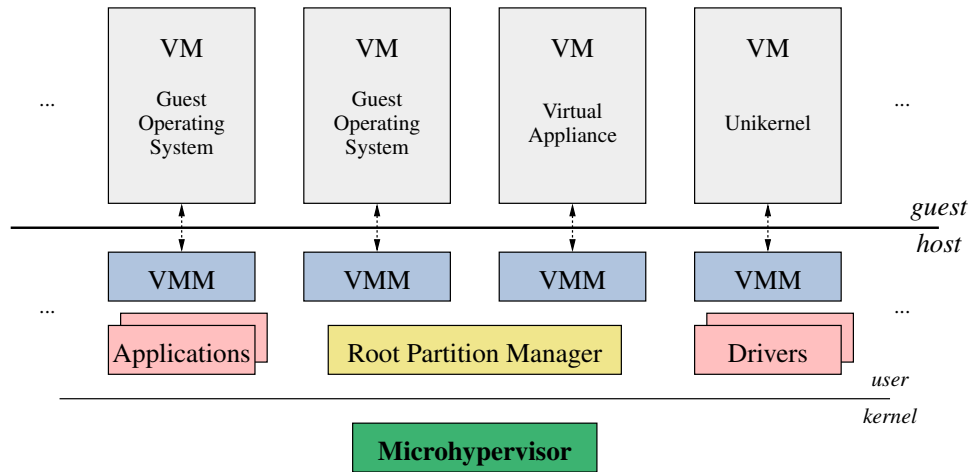 VM
VM
VM
VM
...
Guest
Operating
System
Guest
Operating
System
Virtual
Appliance
Unikernel
...
guest
host
VMM
VMM
VMM
VMM
...
Applications
Root Partition Manager
Drivers
...
user
kernel
Microhypervisor